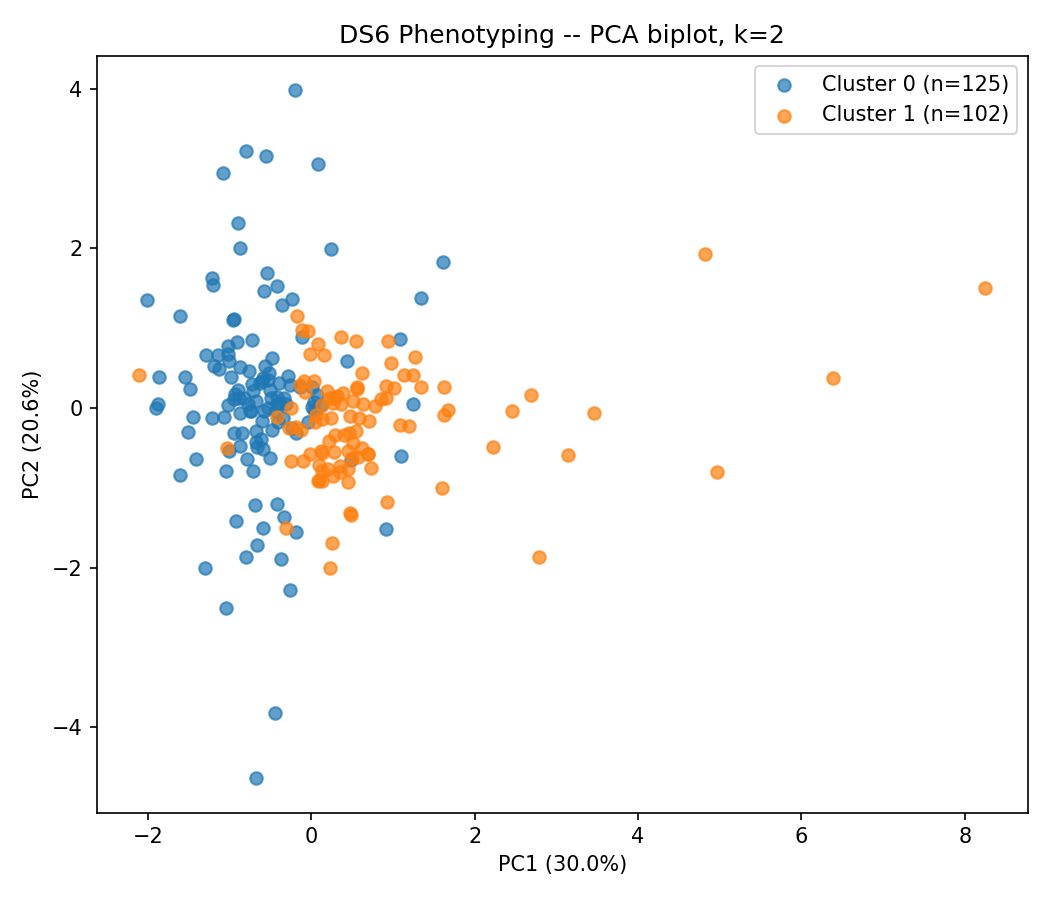 DS6 Phenotyping -- PCA biplot, k=2
Cluster 0 (n=125)
Cluster 1 (n=102)
4
2
0
−2
−4
PC2 (20.6%)
−2
0
2
4
6
8
PC1 (30.0%)